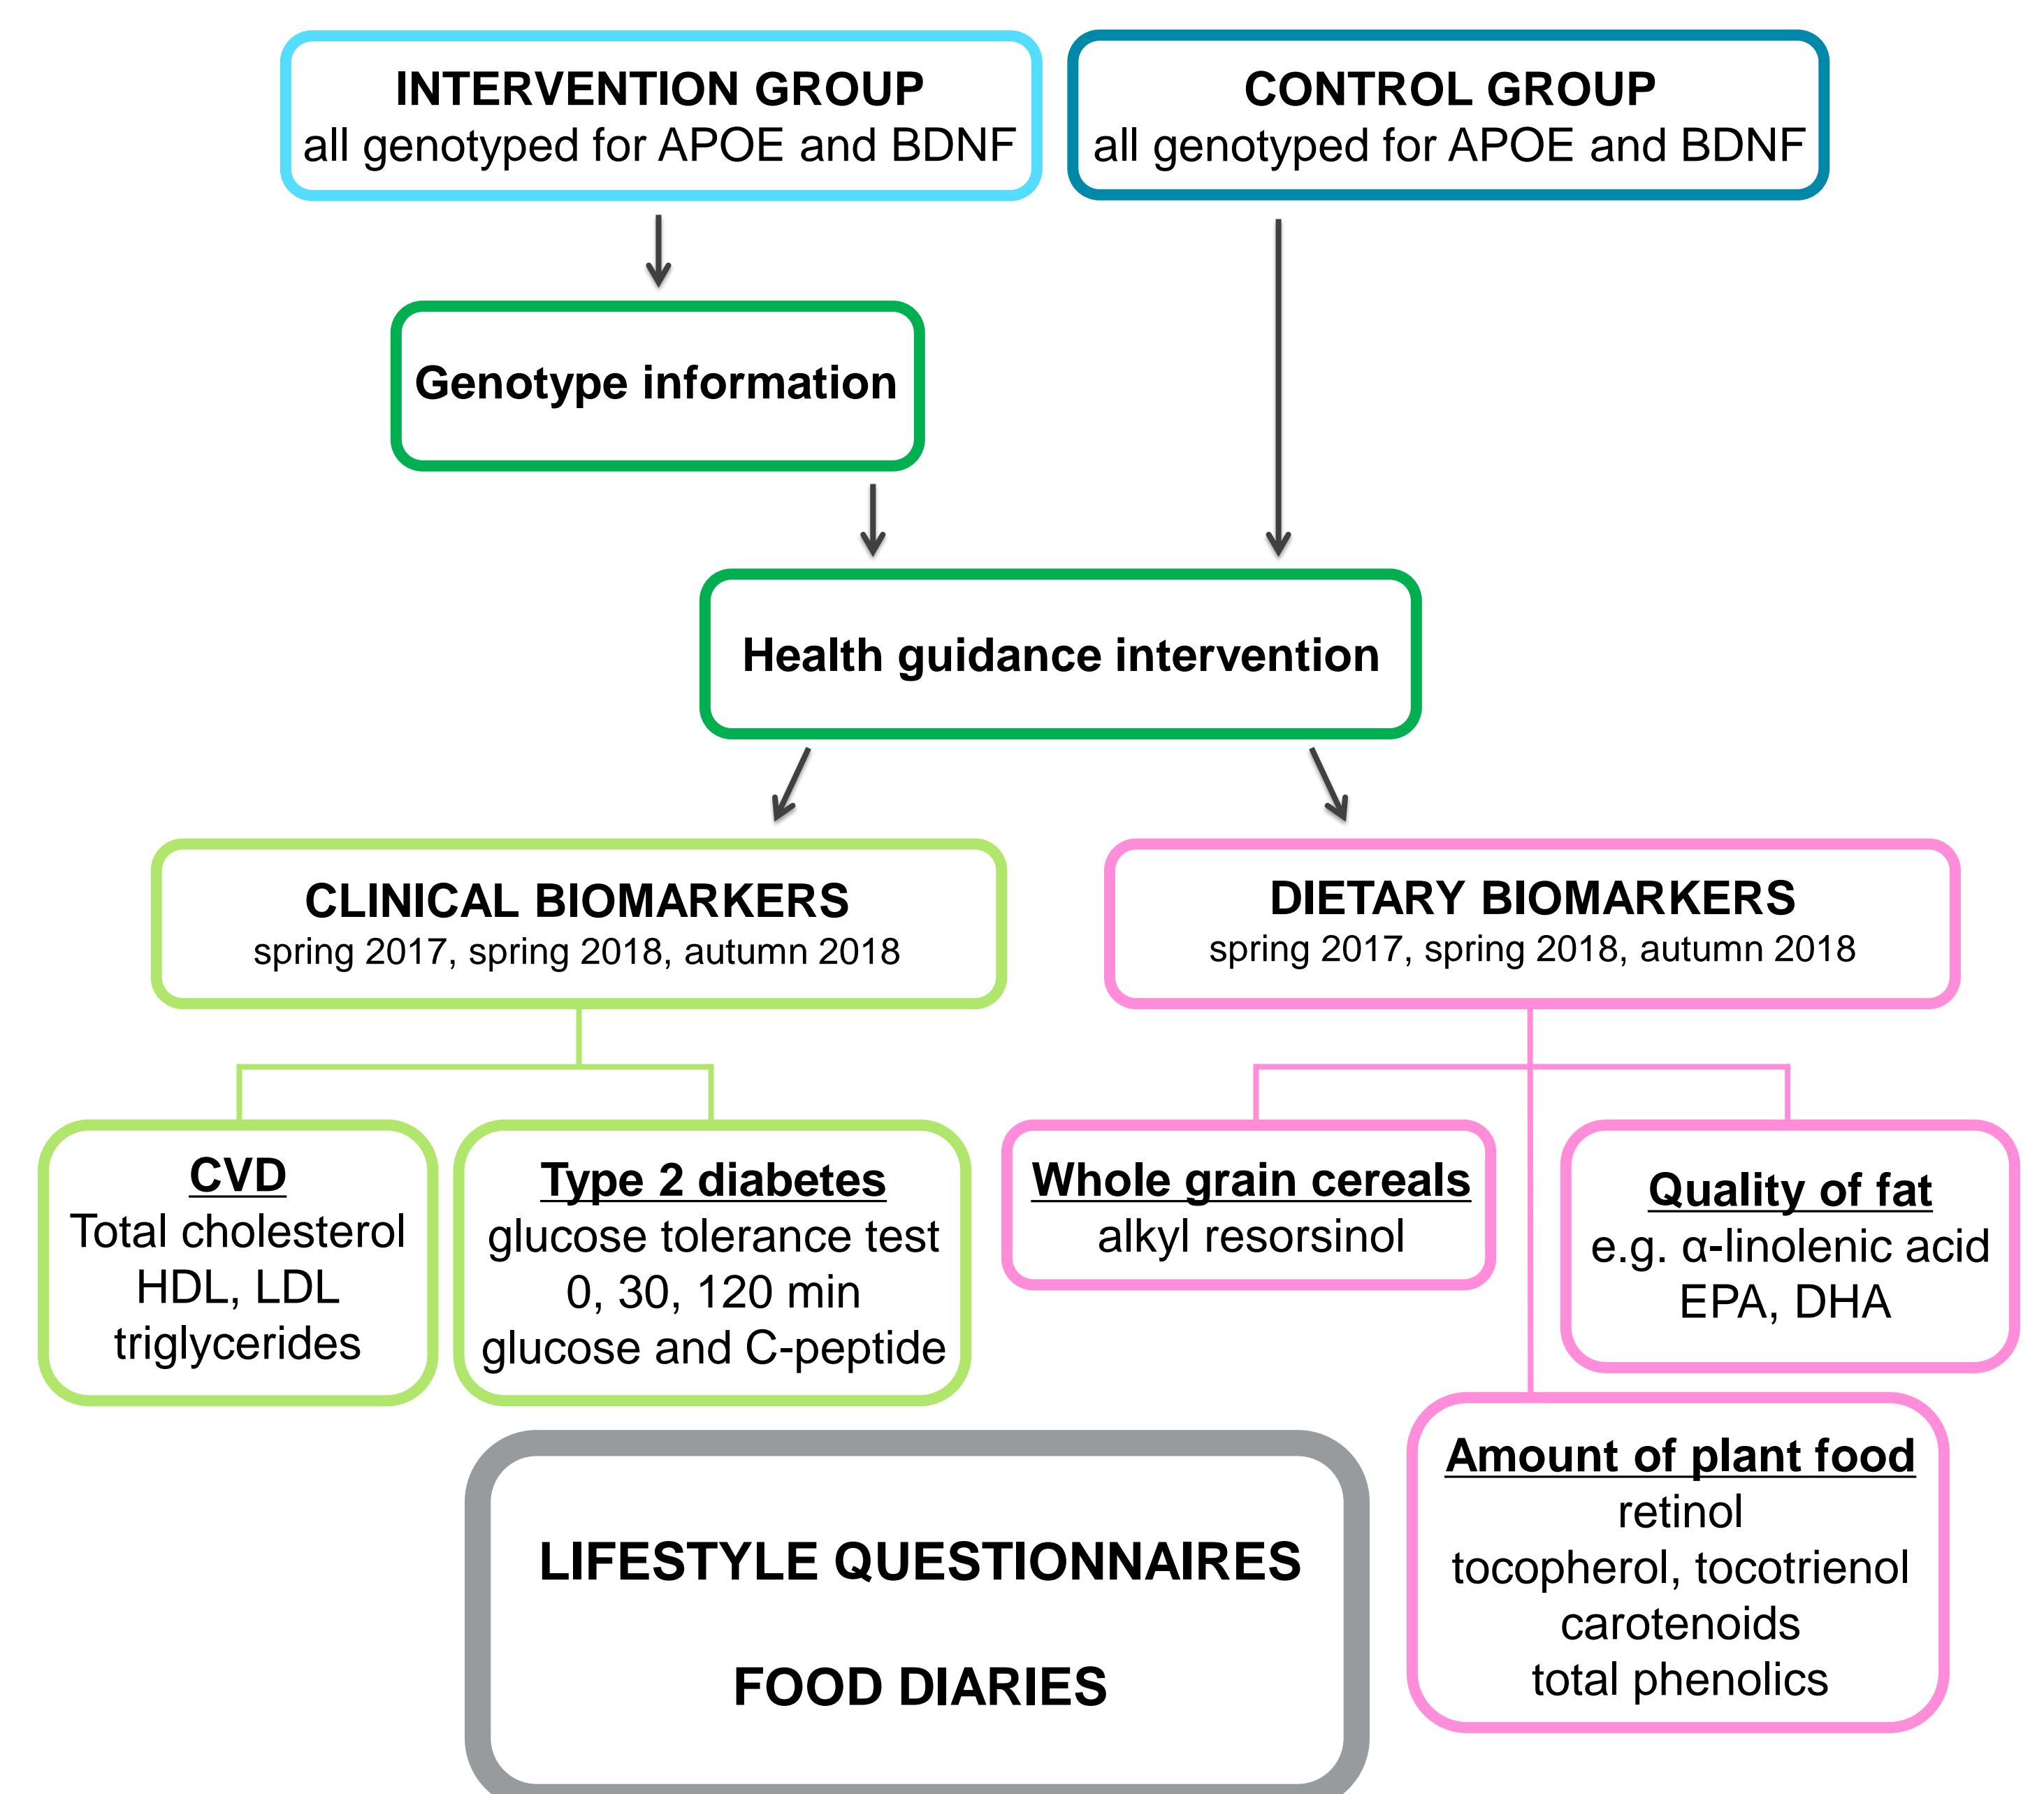 INTERVENTION GROUP
all genotyped for APOE and BDNF
CONTROL GROUP
all genotyped for APOE and BDNF
Genotype information
Health guidance intervention
CLINICAL BIOMARKERS
spring 2017, spring 2018, autumn 2018
DIETARY BIOMARKERS
spring 2017, spring 2018, autumn 2018
CVD
Total cholesterol
HDL, LDL
triglycerides
Type 2 diabetes
glucose tolerance test
0, 30, 120 min
glucose and C-peptide
Whole grain cereals
alkyl resorsinol
Quality of fat
e.g. α-linolenic acid
EPA, DHA
Amount of plant food
retinol
tocopherol, tocotrienol
carotenoids
total phenolics
LIFESTYLE QUESTIONNAIRES
FOOD DIARIES